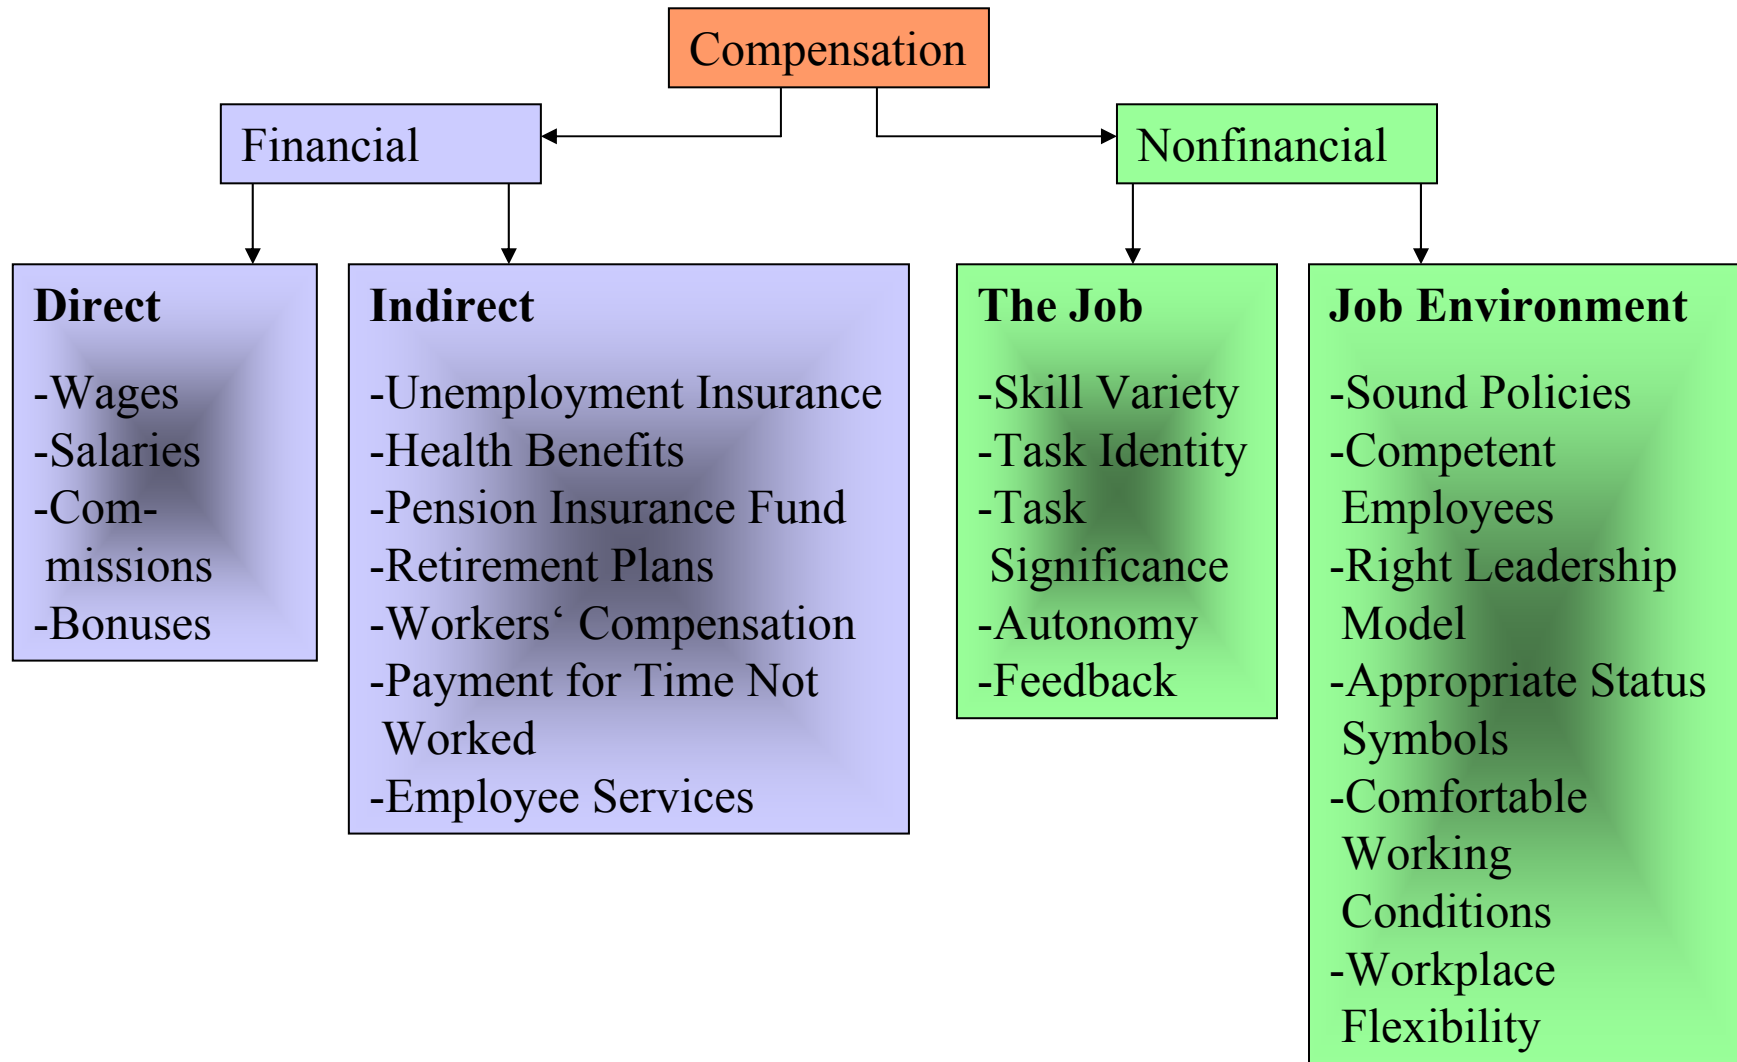 Compensation
Financial
Nonfinancial
Direct
-Wages
-Salaries
-Com-
missions
-Bonuses
Indirect
-Unemployment Insurance
-Health Benefits
-Pension Insurance Fund
-Retirement Plans
-Workers‘ Compensation
-Payment for Time Not
Worked
-Employee Services
The Job
-Skill Variety
-Task Identity
-Task
Significance
-Autonomy
-Feedback
Job Environment
-Sound Policies
-Competent
Employees
-Right Leadership
Model
-Appropriate Status
Symbols
-Comfortable
Working
Conditions
-Workplace
Flexibility